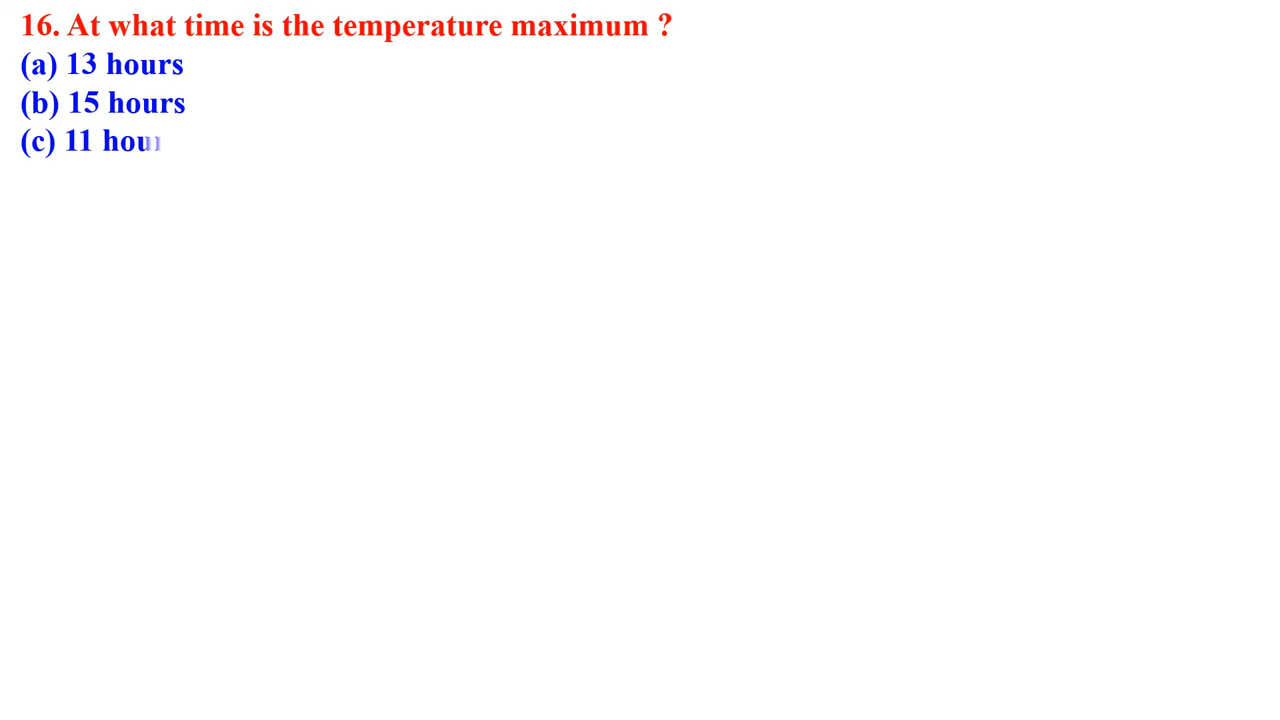 16. At what time is the temperature maximum ?
(a) 13 hours
(b) 15 hours
(c) 11